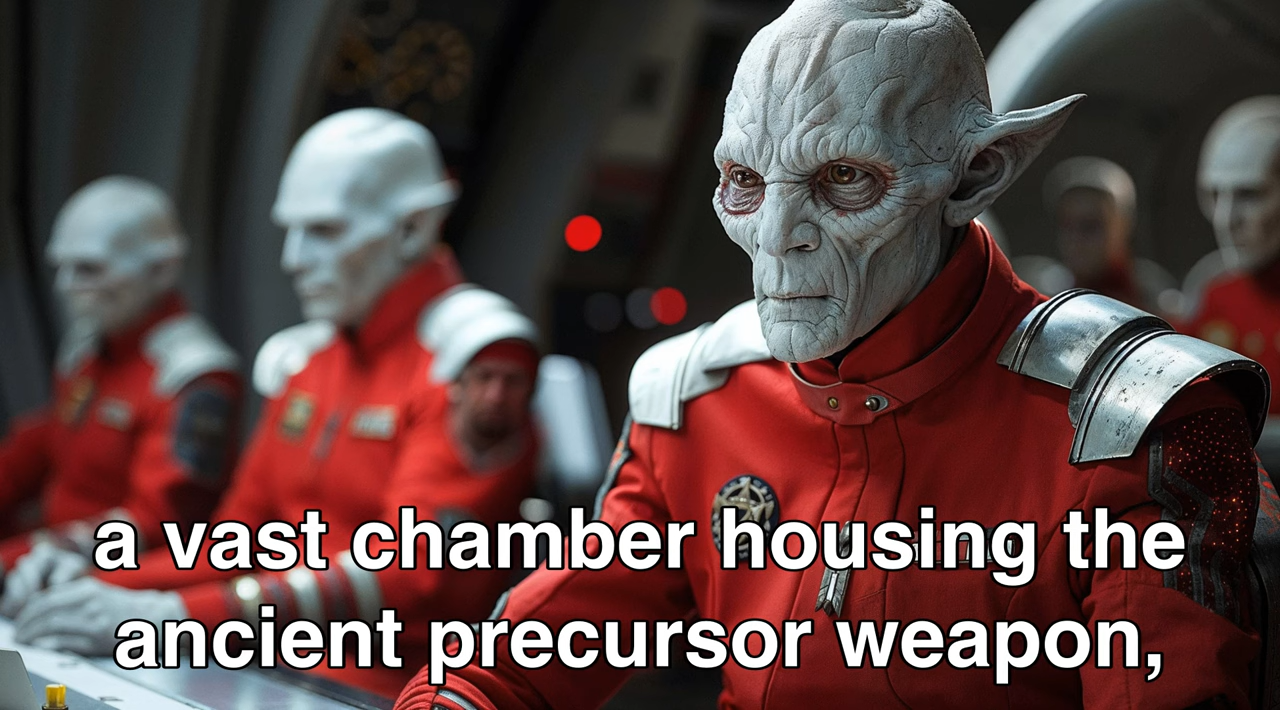 a vast chamber housing the
ancient precursor weapon,